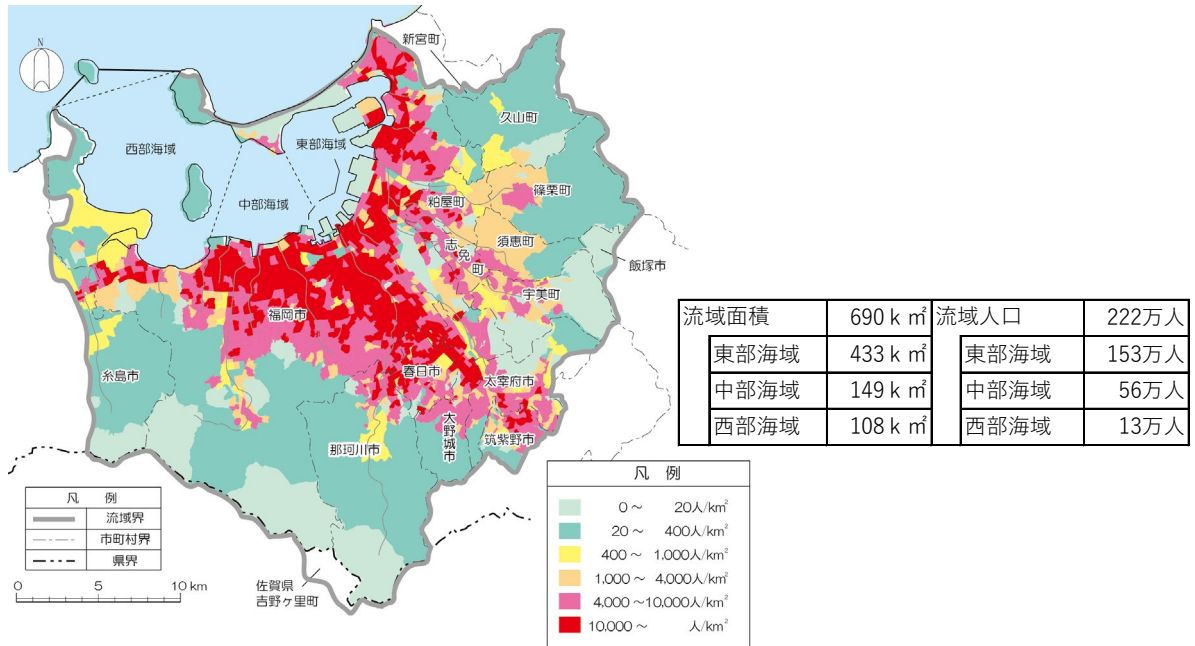 N
新宮町
久山町
西部海域
東部海域
篠栗町
中部海域
粕屋町
須恵町
志免町
飯塚市
宇美町
福岡市
糸島市
春日市
太宰府市
大野城市
那珂川市
筑紫野市
佐賀県
吉野ヶ里町
凡 例
流域界
市町村界
県界
0 5 10 km
凡 例
0～ 20人/km²
20～ 400人/km²
400～ 1,000人/km²
1,000～ 4,000人/km²
4,000～10,000人/km²
10,000～ 人/km²
流域面積 690ｋ㎡ 流域人口 222万人
東部海域 433ｋ㎡ 東部海域 153万人
中部海域 149ｋ㎡ 中部海域 56万人
西部海域 108ｋ㎡ 西部海域 13万人